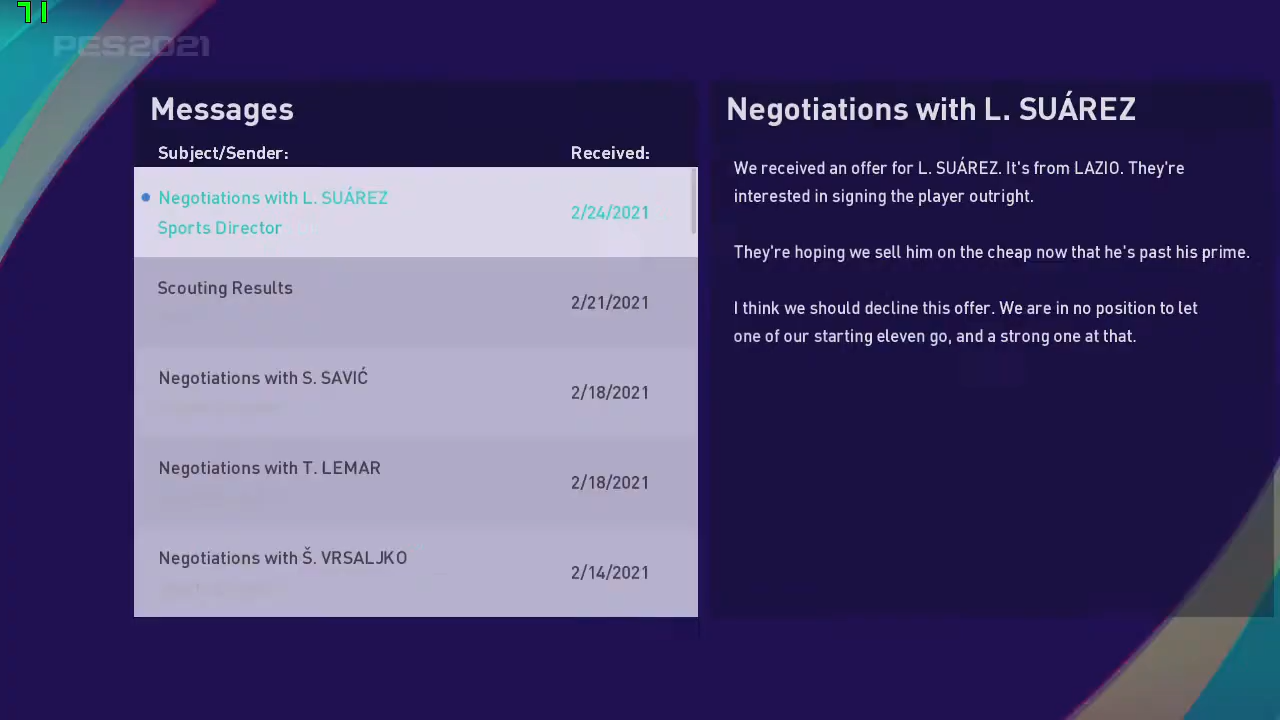 71
PES2021
Messages
Subject/Sender: Received:
Negotiations with L. SUÁREZ
Sports Director
2/24/2021
Scouting Results
2/21/2021
Negotiations with S. SAVIĆ
2/18/2021
Negotiations with T. LEMAR
2/18/2021
Negotiations with Š. VRSALJKO
2/14/2021
Negotiations with L. SUÁREZ
We received an offer for L. SUÁREZ. It's from LAZIO. They're
interested in signing the player outright.
They're hoping we sell him on the cheap now that he's past his prime.
I think we should decline this offer. We are in no position to let
one of our starting eleven go, and a strong one at that.